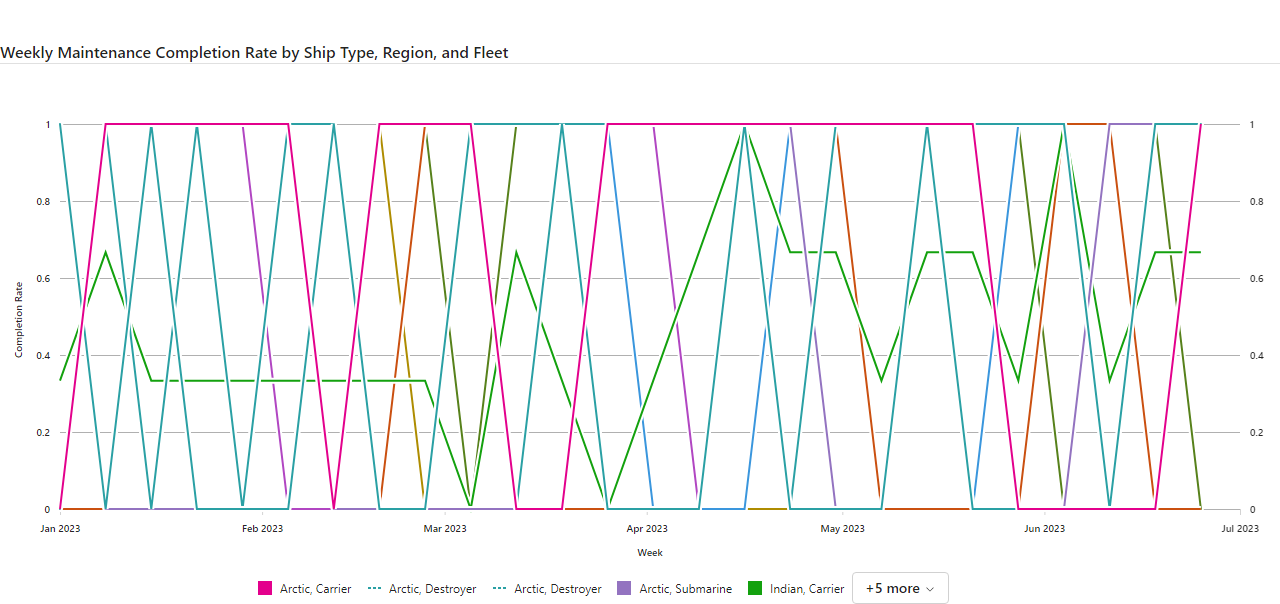 Weekly Maintenance Completion Rate by Ship Type, Region, and Fleet
1 1
0.8 0.8
0.6 0.6
Completion Rate
0.4 0.4
0.2 0.2
0 0
Jan 2023 Feb 2023 Mar 2023 Apr 2023 May 2023 Jun 2023 Jul 2023
Week
Arctic, Carrier Arctic, Destroyer Arctic, Destroyer Arctic, Submarine Indian, Carrier +5 more